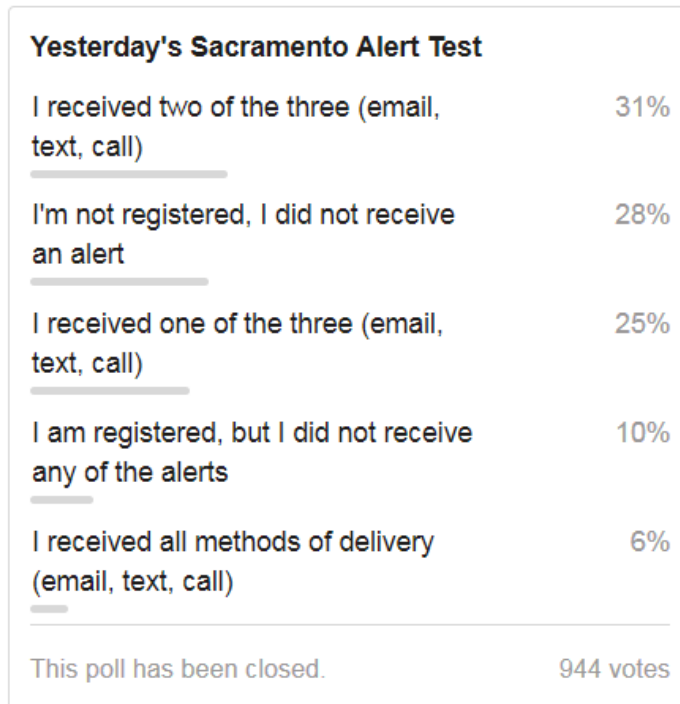 Yesterday's Sacramento Alert Test
I received two of the three (email, 31%
text, call)
I'm not registered, I did not receive 28%
an alert
I received one of the three (email, 25%
text, call)
I am registered, but I did not receive 10%
any of the alerts
I received all methods of delivery 6%
(email, text, call)
This poll has been closed. 944 votes